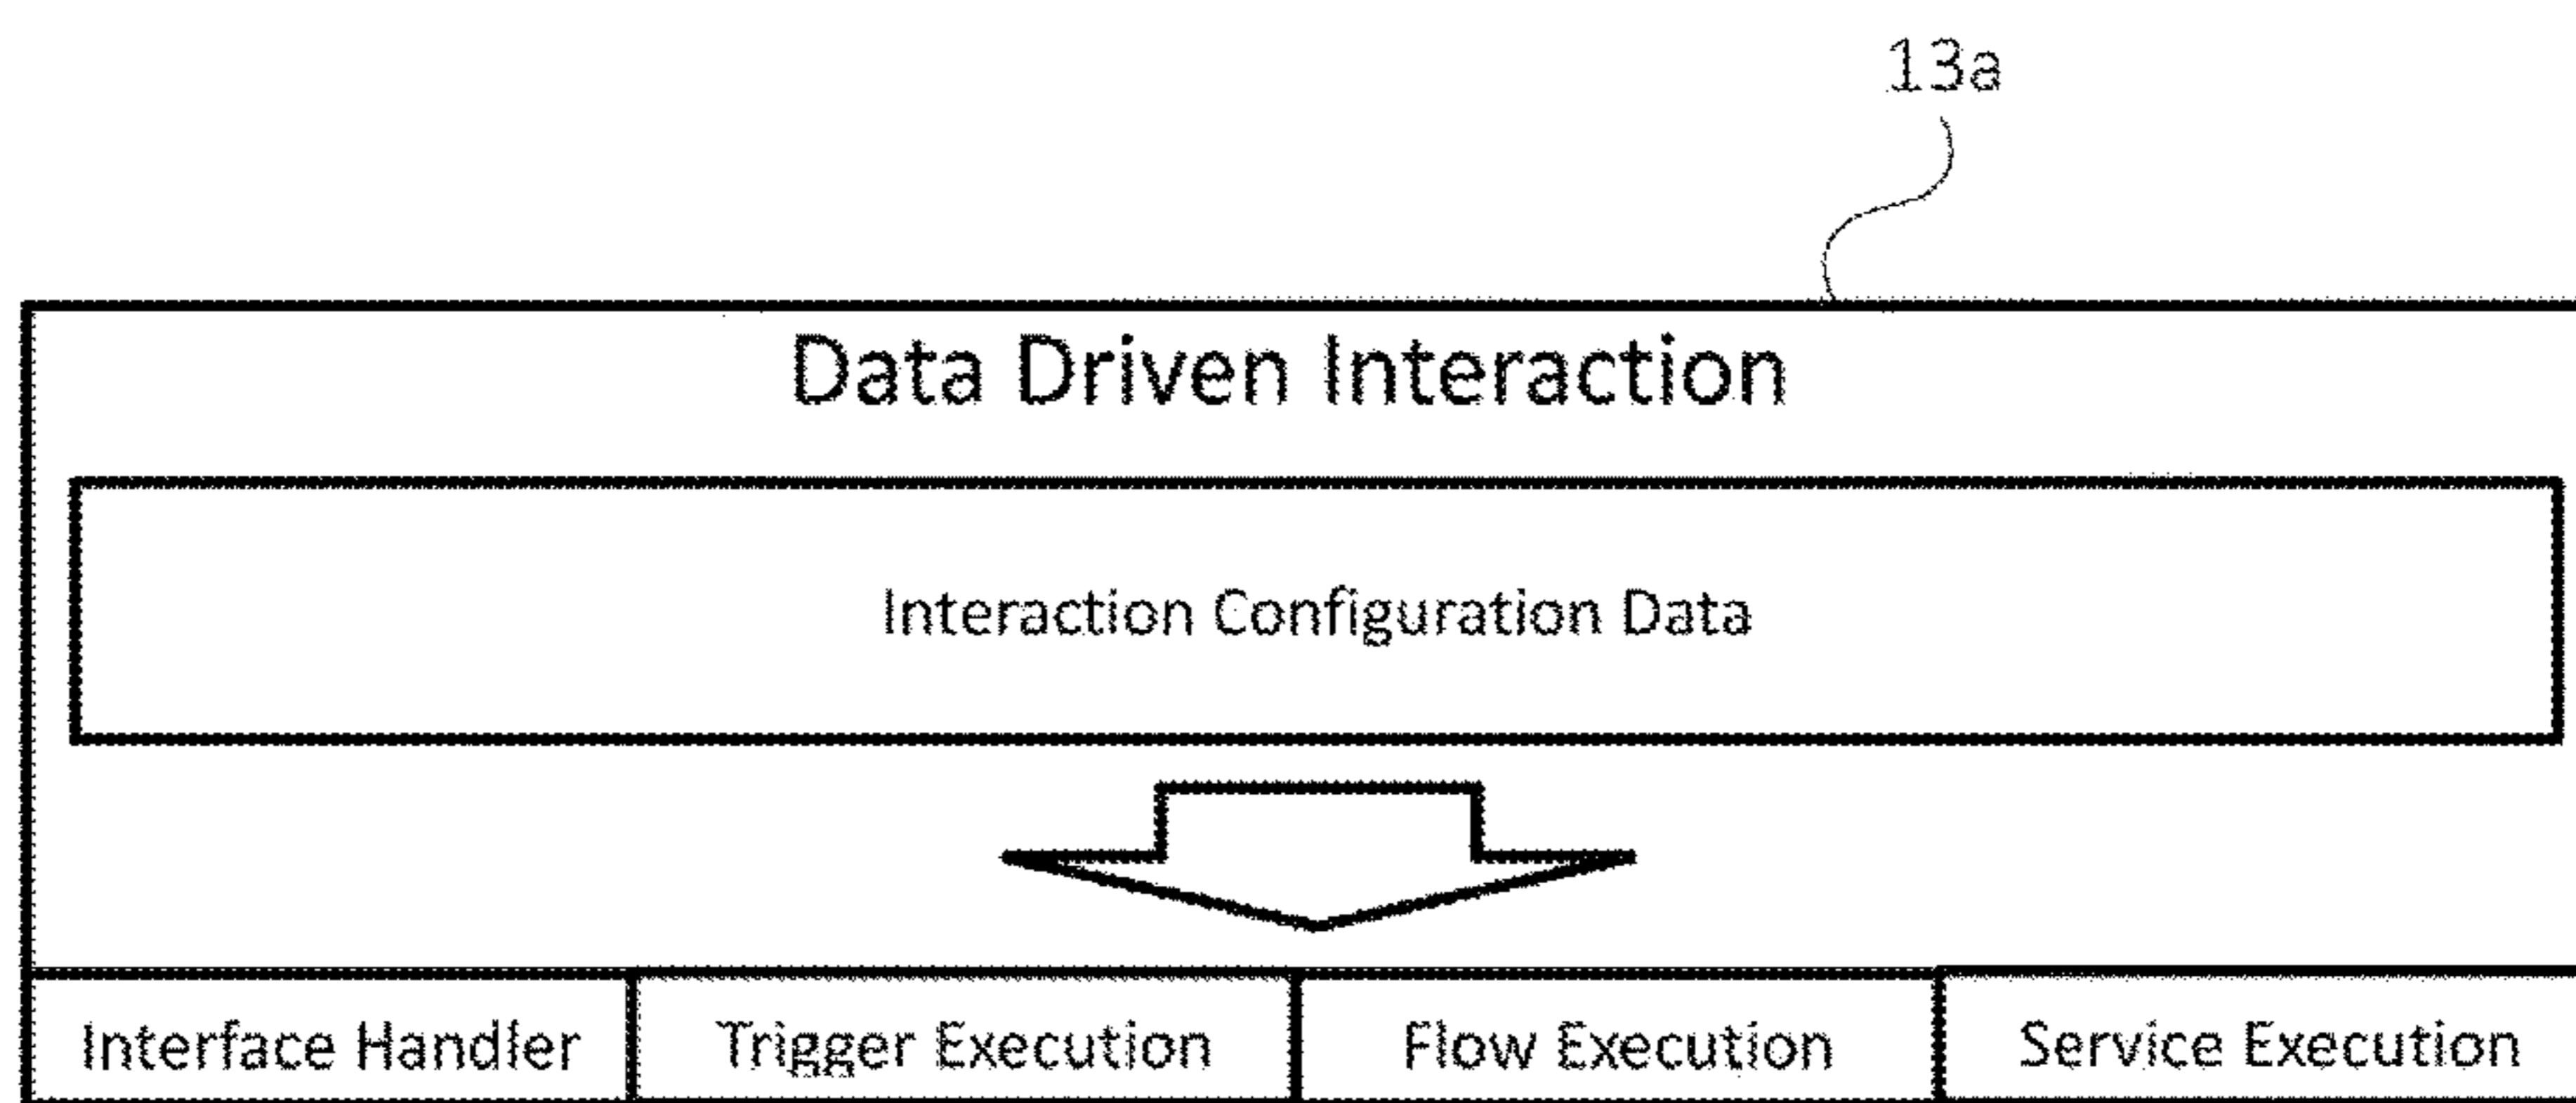 13a
Data Driven Interaction
Interaction Configuration Data
Interface Handler
Trigger Execution
Flow Execution
Service Execution